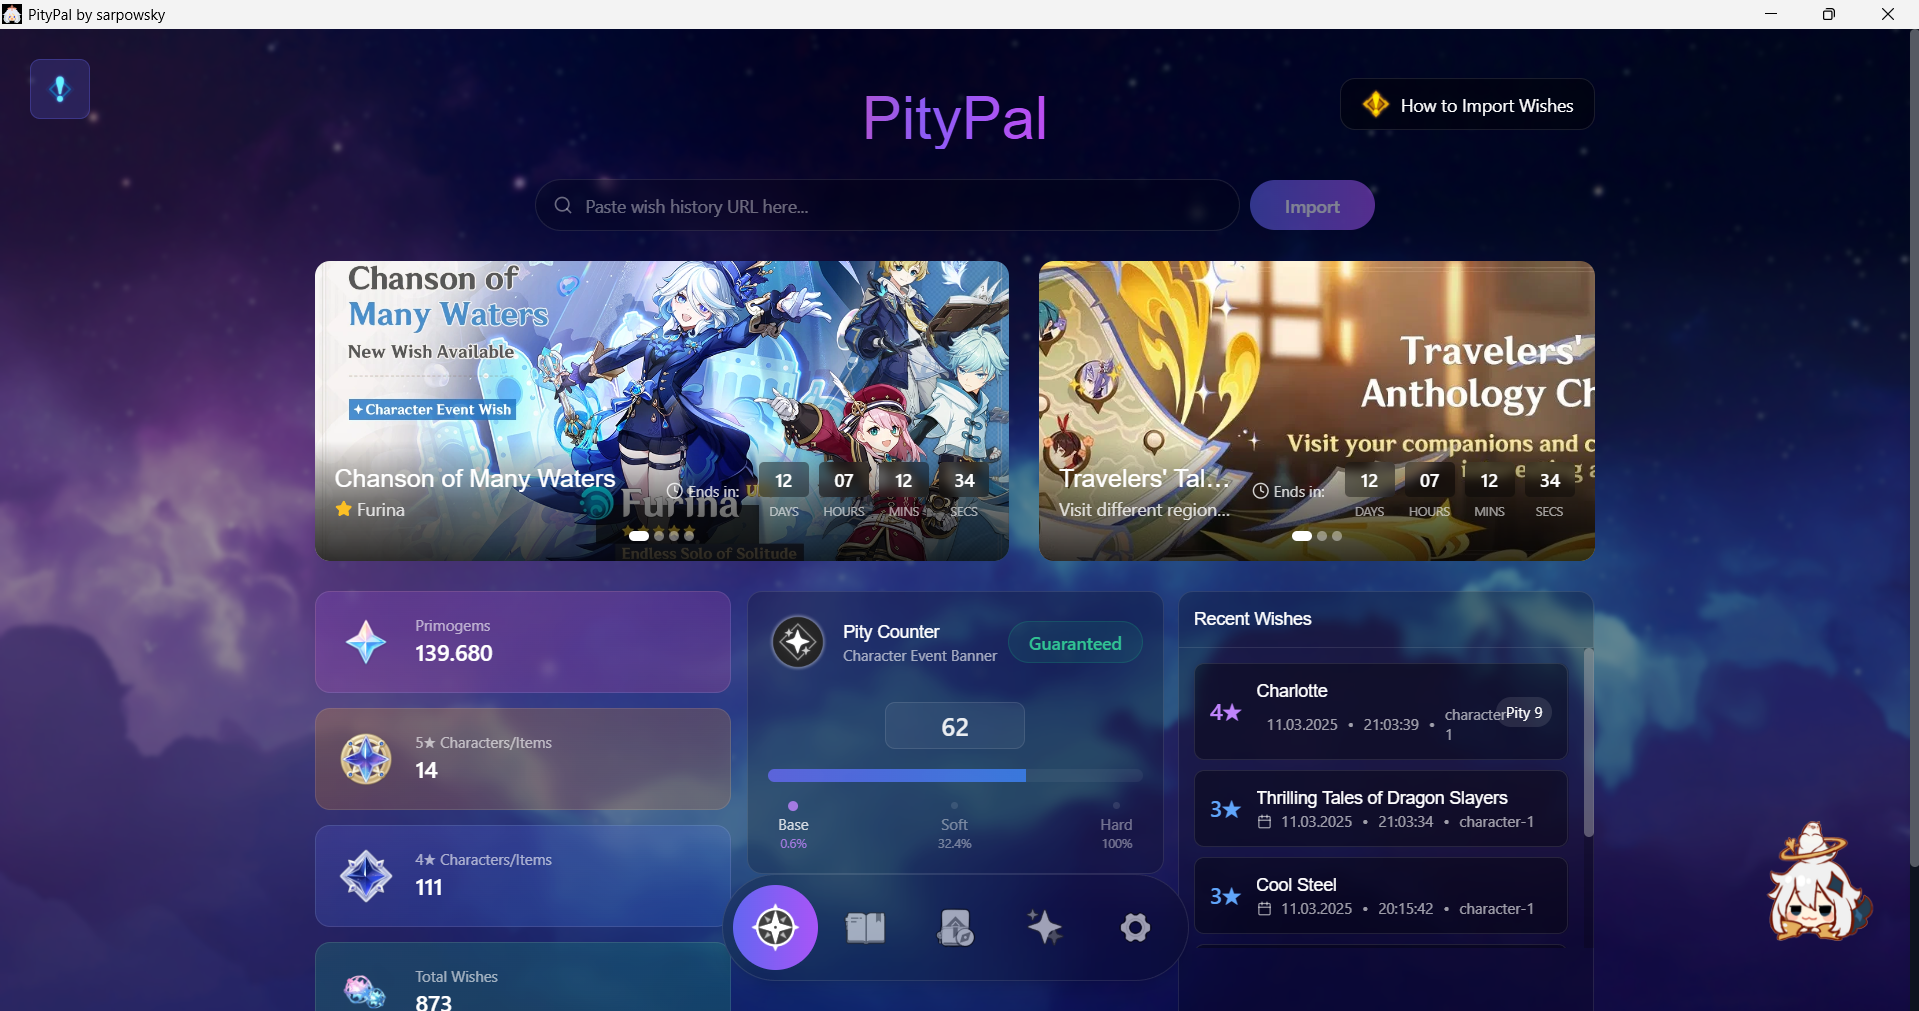 PityPal by sarpowsky
PityPal
How to Import Wishes
Paste wish history URL here...
Import
Chanson of
Many Waters
New Wish Available
Character Event Wish
Chanson of Many Waters
Furina
Furina
Endless Solo of Solitude
Ends in:
12 07 12 34
DAYS HOURS MINS SECS
Travelers'
Anthology Ch
Visit your companions and c
Travelers' Tal...
Visit different region...
Ends in:
12 07 12 34
DAYS HOURS MINS SECS
Primogems
139.680
5★ Characters/Items
14
4★ Characters/Items
111
Total Wishes
873
Pity Counter
Character Event Banner
Guaranteed
62
Base Soft Hard
0.6% 32.4% 100%
Recent Wishes
4★ Charlotte
11.03.2025 • 21:03:39 • character-1
Pity 9
3★ Thrilling Tales of Dragon Slayers
11.03.2025 • 21:03:34 • character-1
3★ Cool Steel
11.03.2025 • 20:15:42 • character-1